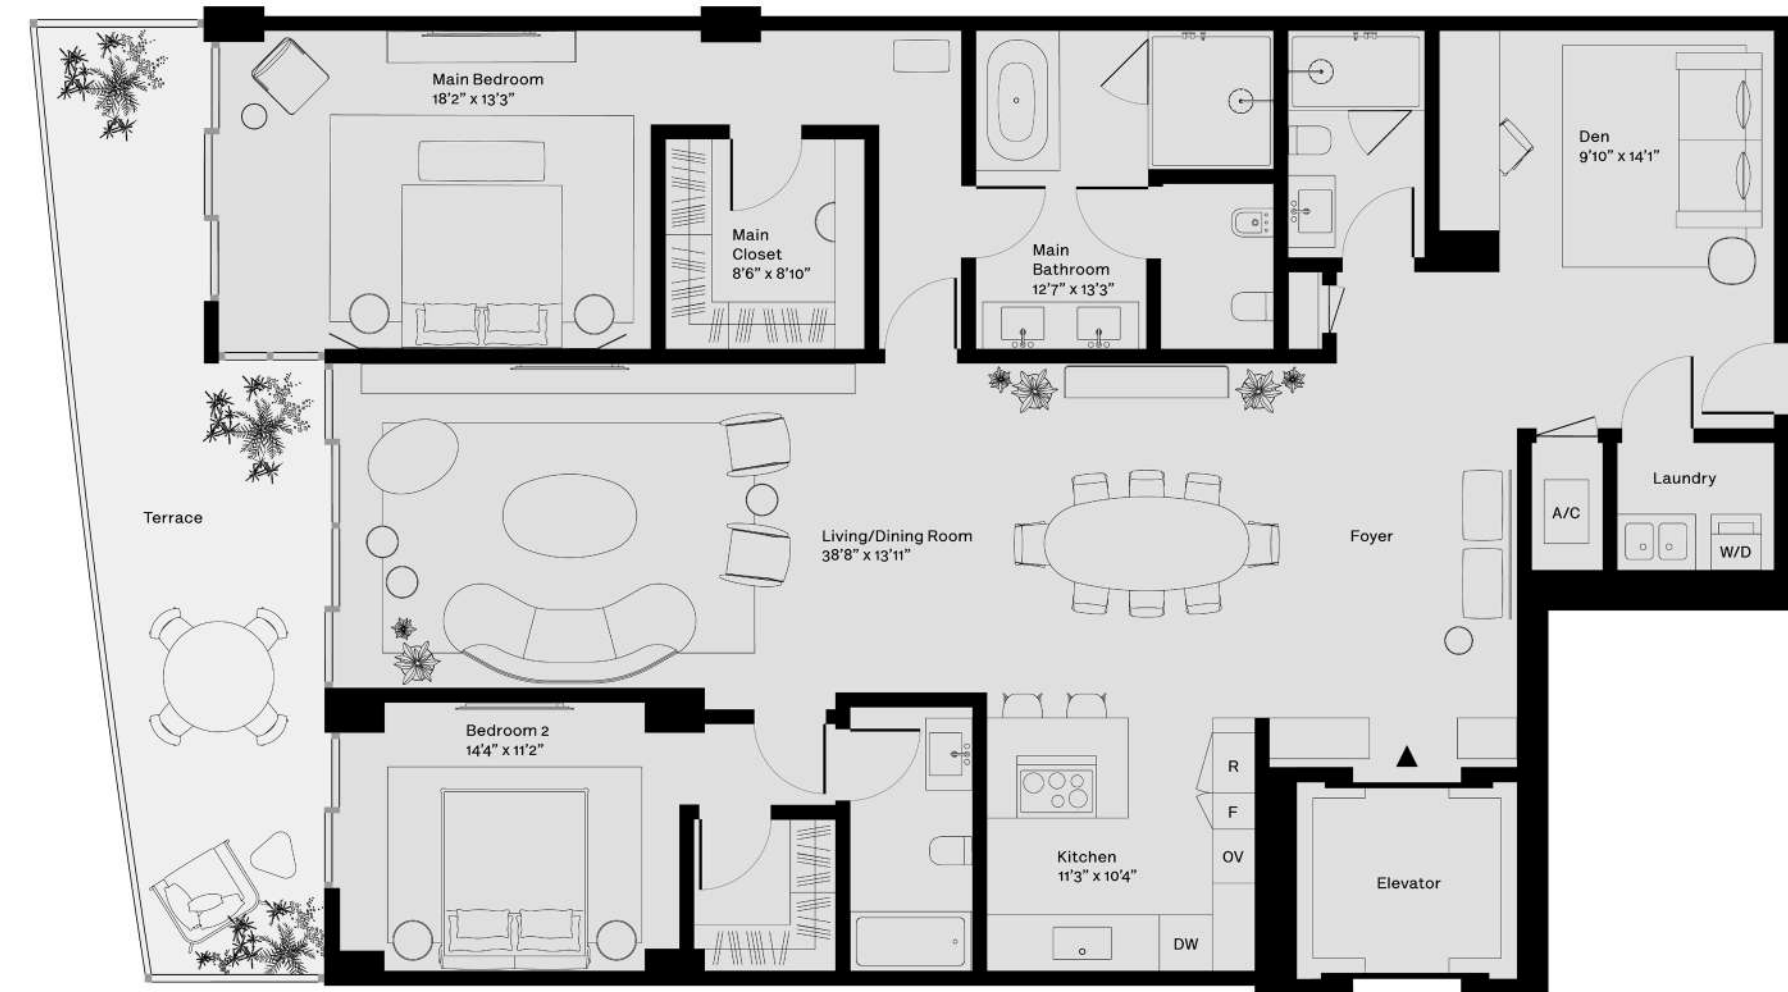 Main Bedroom
18’2” x 13’3”
Den
9’10” x 14’1”
Main
Closet
8’6” x 8’10”
Main
Bathroom
12’7” x 13’3”
Terrace
Living/Dining Room
38’8” x 13’11”
Foyer
A/C
Laundry
W/D
Bedroom 2
14’4” x 11’2”
R
F
OV
Kitchen
11’3” x 10’4”
DW
Elevator